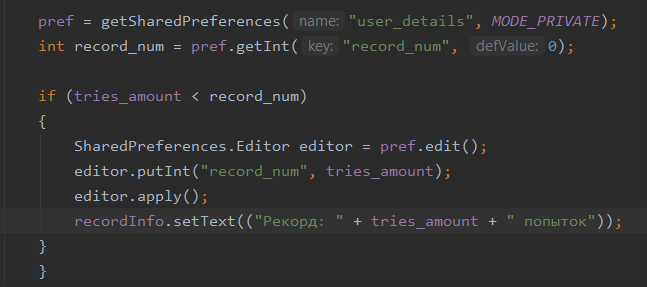 pref = getSharedPreferences( name: "user_details", MODE_PRIVATE);
int record_num = pref.getInt( key: "record_num", defValue: 0);
if (tries_amount < record_num)
{
SharedPreferences.Editor editor = pref.edit();
editor.putInt("record_num", tries_amount);
editor.apply();
recordInfo.setText(("Рекорд: " + tries_amount + " попыток"));
}
}